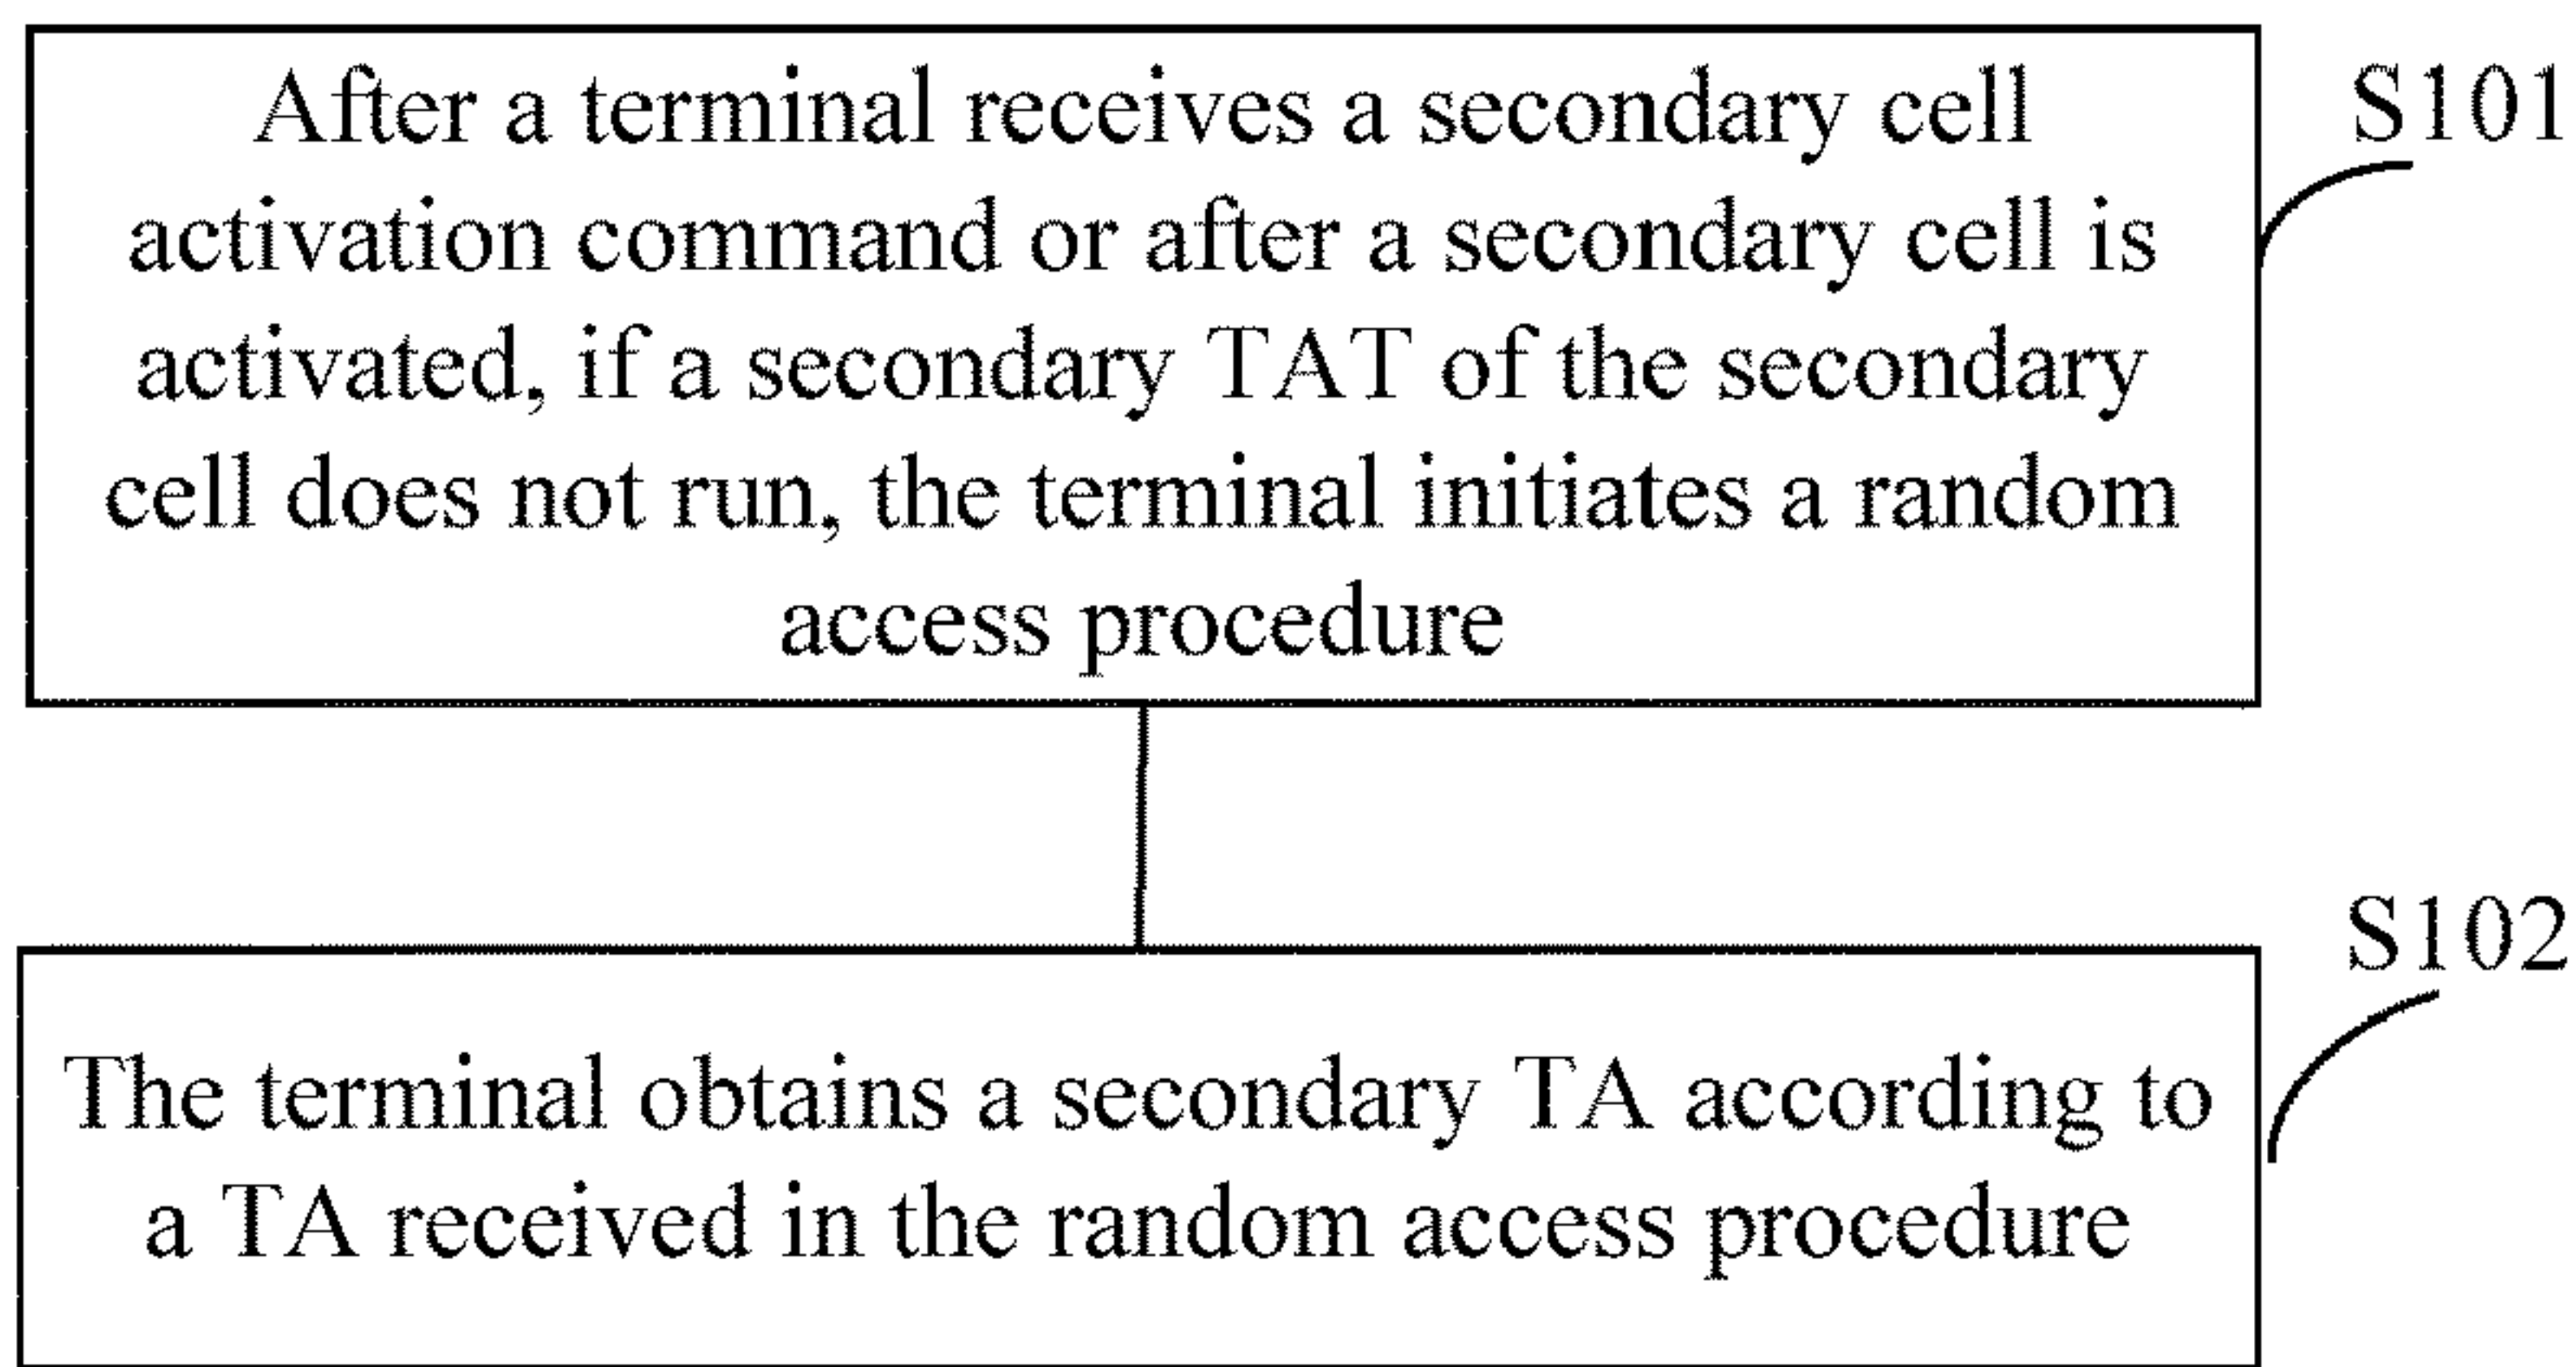 After a terminal receives a secondary cell
activation command or after a secondary cell is
activated, if a secondary TAT of the secondary
cell does not run, the terminal initiates a random
access procedure
S101
The terminal obtains a secondary TA according to
a TA received in the random access procedure
S102